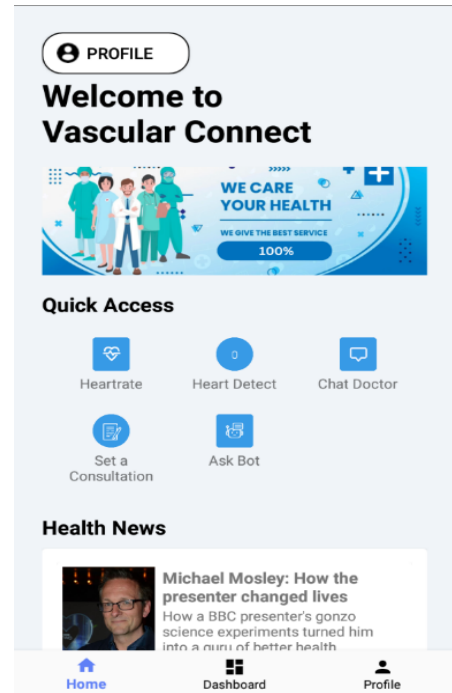 PROFILE
Welcome to
Vascular Connect
WE CARE
YOUR HEALTH
WE GIVE THE BEST SERVICE
100%
Quick Access
Heartrate
Heart Detect
Chat Doctor
Set a
Consultation
Ask Bot
Health News
Michael Mosley: How the
presenter changed lives
How a BBC presenter's gonzo
science experiments turned him
into a guru of better health
Home
Dashboard
Profile